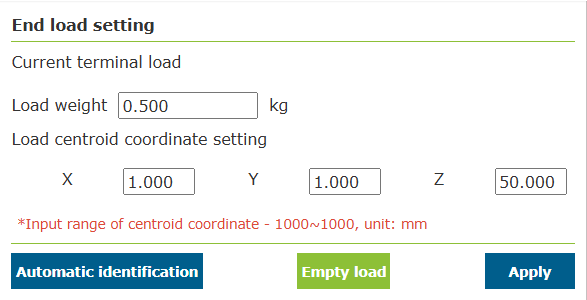 End load setting
Current terminal load
Load weight 0.500 kg
Load centroid coordinate setting
X 1.000 Y 1.000 Z 50.000
*Input range of centroid coordinate - 1000~1000, unit: mm
Automatic identification Empty load Apply